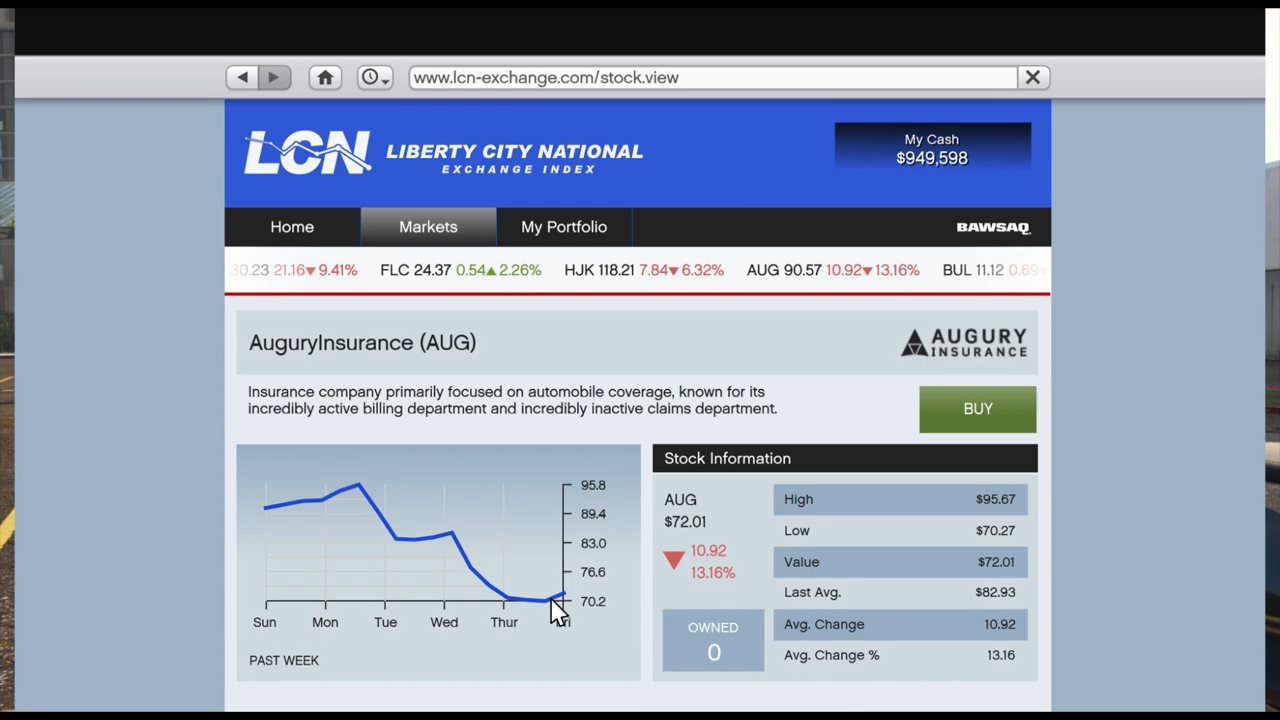 www.lcn-exchange.com/stock.view
LCN LIBERTY CITY NATIONAL
EXCHANGE INDEX
My Cash
$949,598
Home Markets My Portfolio BAWSAQ
30.23 21.16▼9.41% FLC 24.37 0.54▲2.26% HJK 118.21 7.84▼6.32% AUG 90.57 10.92▼13.16% BUL 11.12 0.69▼
AuguryInsurance (AUG)
AUGURY
INSURANCE
Insurance company primarily focused on automobile coverage, known for its
incredibly active billing department and incredibly inactive claims department.
BUY
95.8
89.4
83.0
76.6
70.2
Sun Mon Tue Wed Thur
PAST WEEK
Stock Information
AUG
$72.01
10.92
13.16%
OWNED
0
High $95.67
Low $70.27
Value $72.01
Last Avg. $82.93
Avg. Change 10.92
Avg. Change % 13.16